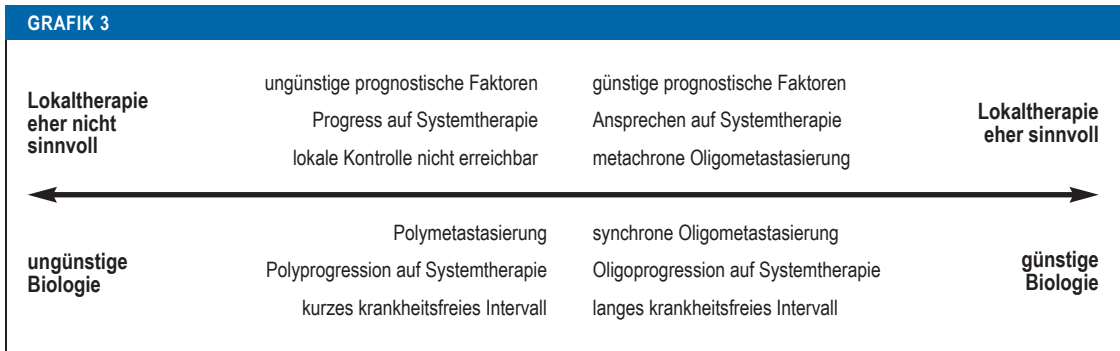 GRAFIK 3
Lokaltherapie
eher nicht
sinnvoll
ungünstige prognostische Faktoren
Progress auf Systemtherapie
lokale Kontrolle nicht erreichbar
günstige prognostische Faktoren
Ansprechen auf Systemtherapie
metachrone Oligometastasierung
Lokaltherapie
eher sinnvoll
ungünstige
Biologie
Polymetastasierung
Polyprogression auf Systemtherapie
kurzes krankheitsfreies Intervall
synchrone Oligometastasierung
Oligoprogression auf Systemtherapie
langes krankheitsfreies Intervall
günstige
Biologie